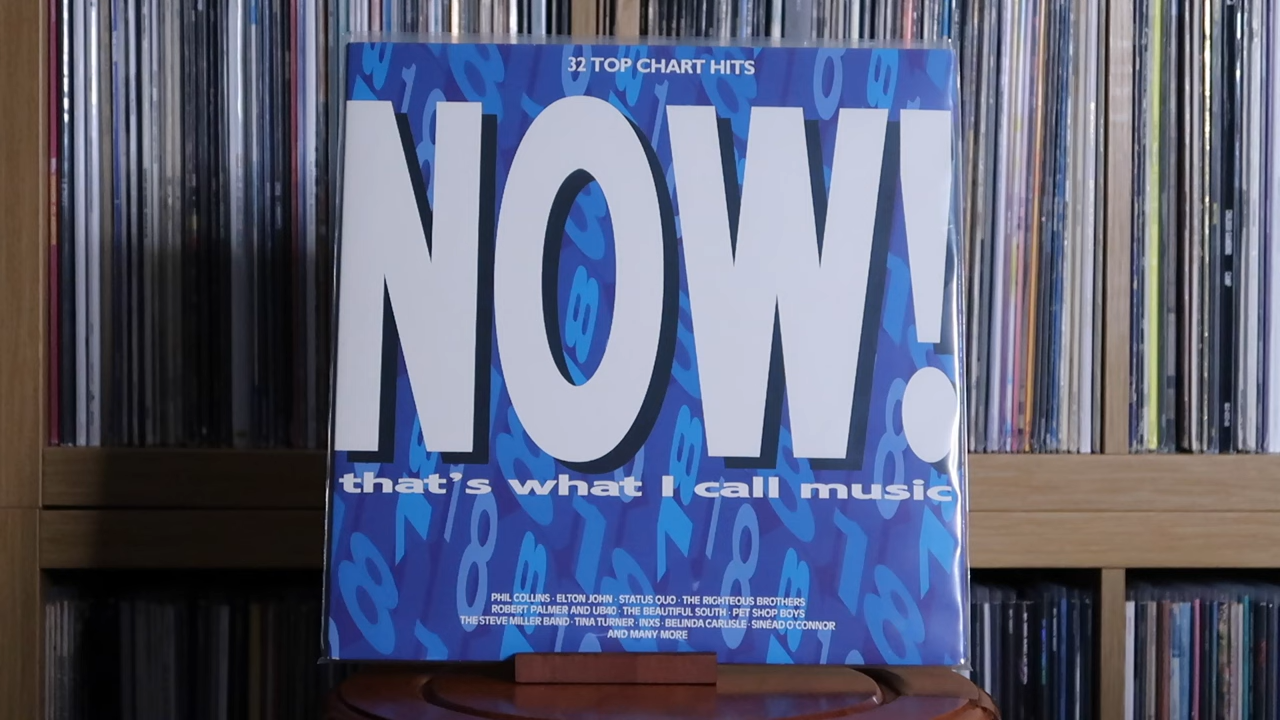 32 TOP CHART HITS
NOW!
that's what I call music
PHIL COLLINS · ELTON JOHN · STATUS QUO · THE RIGHTEOUS BROTHERS
ROBERT PALMER AND UB40 · THE BEAUTIFUL SOUTH · PET SHOP BOYS
THE STEVE MILLER BAND · TINA TURNER · INXS · BELINDA CARLISLE · SINÉAD O'CONNOR
AND MANY MORE